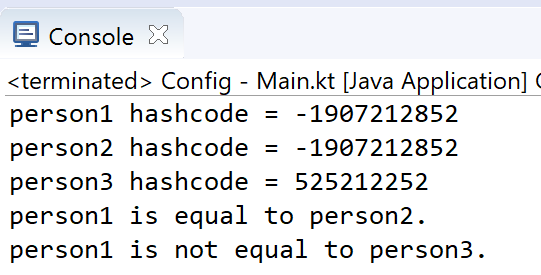 Console
<terminated> Config - Main.kt [Java Application]
person1 hashcode = -1907212852
person2 hashcode = -1907212852
person3 hashcode = 525212252
person1 is equal to person2.
person1 is not equal to person3.